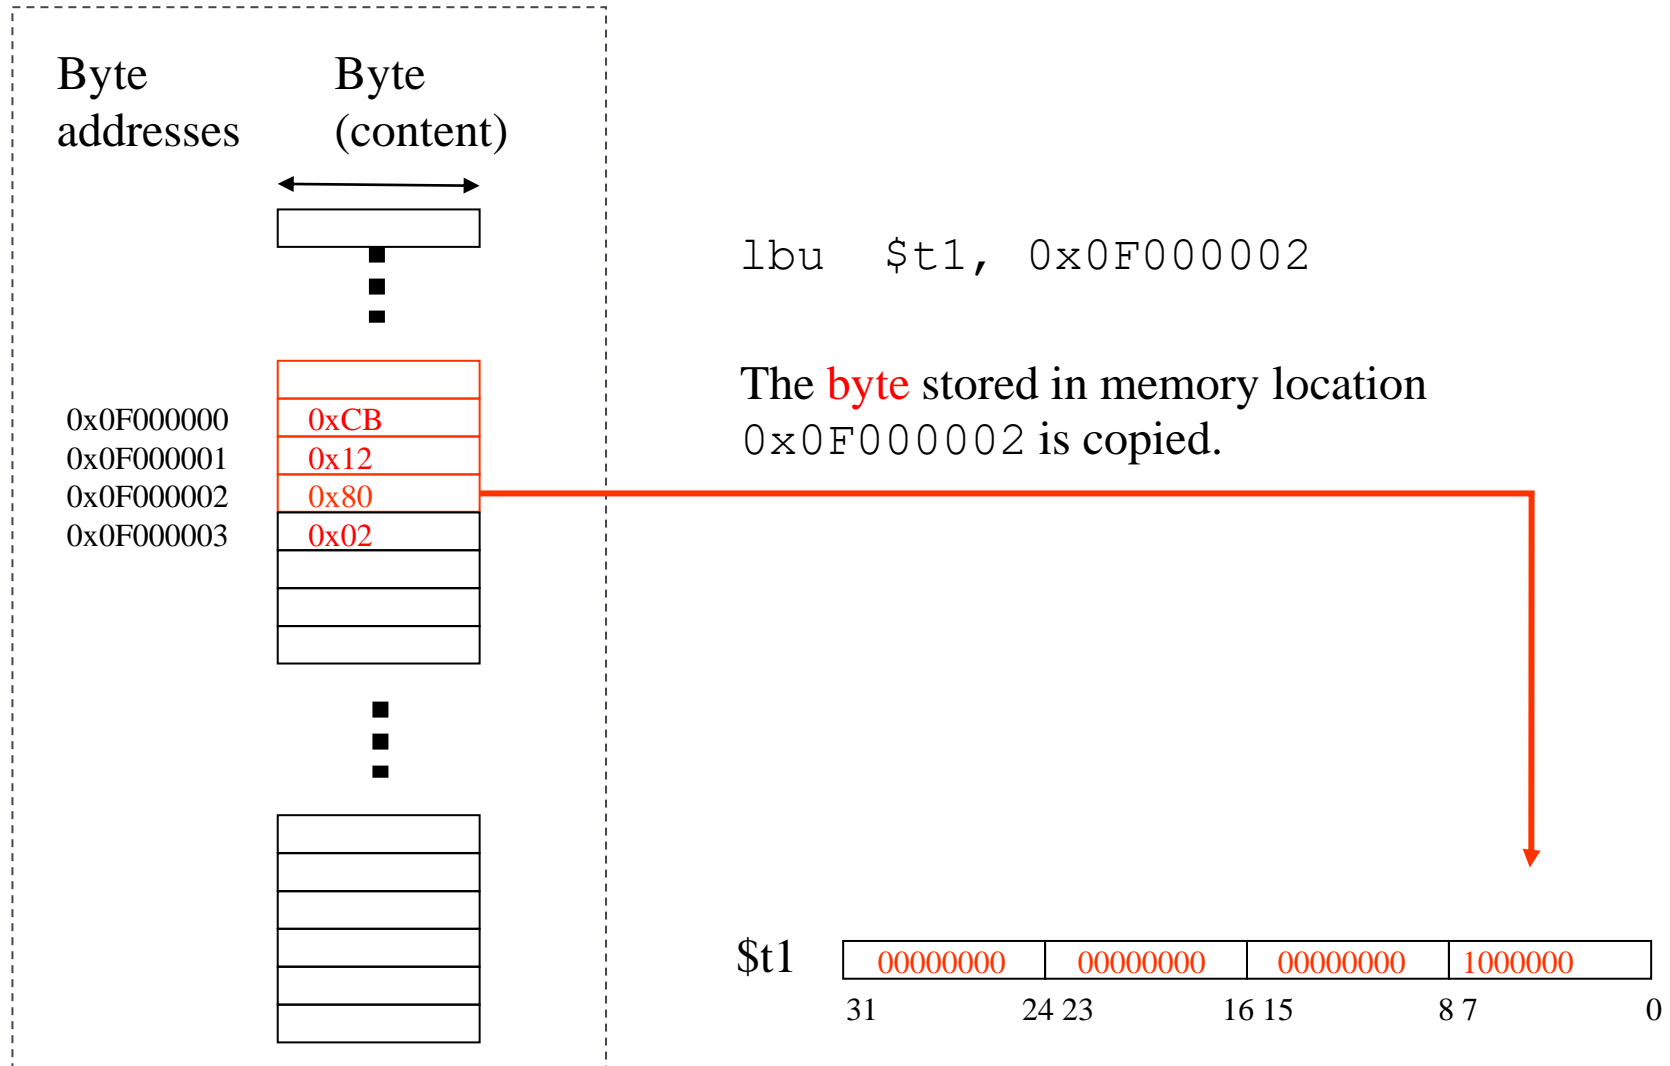 Byte addresses
Byte (content)
lbu $t1, 0x0F000002
The byte stored in memory location
0x0F000002 is copied.
0x0F000000 0xCB
0x0F000001 0x12
0x0F000002 0x80
0x0F000003 0x02
$t1 00000000 00000000 00000000 1000000
31 24 23 16 15 8 7 0